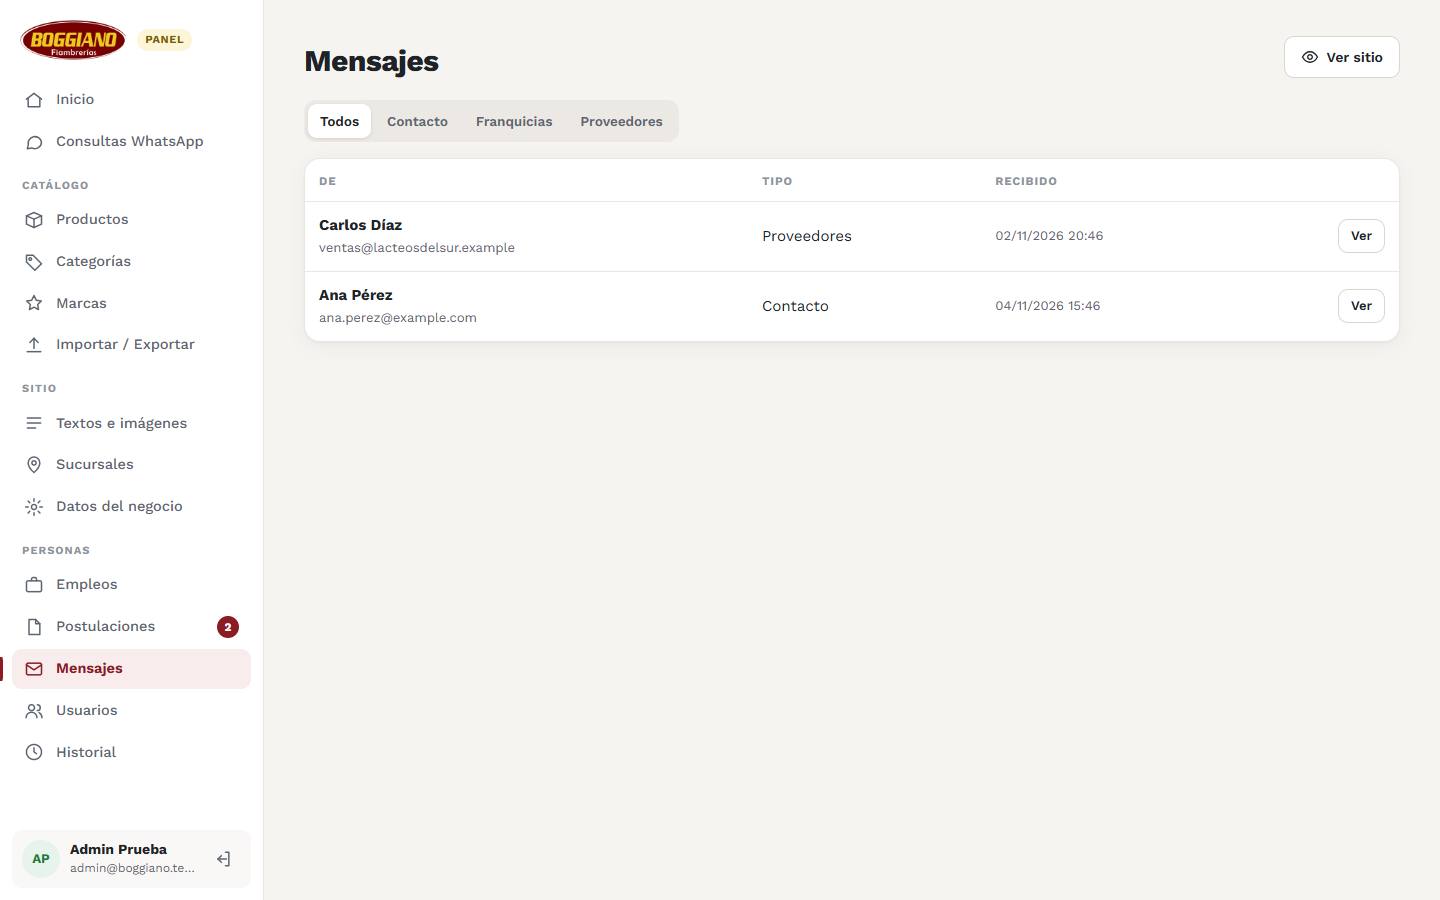 BOGGIANO
Fiambrerías
PANEL
Inicio
Consultas WhatsApp
CATÁLOGO
Productos
Categorías
Marcas
Importar / Exportar
SITIO
Textos e imágenes
Sucursales
Datos del negocio
PERSONAS
Empleos
Postulaciones 2
Mensajes
Usuarios
Historial
AP
Admin Prueba
admin@boggiano.te...
Mensajes
Ver sitio
Todos Contacto Franquicias Proveedores
DE TIPO RECIBIDO
Carlos Díaz
ventas@lacteosdelsur.example
Proveedores
02/11/2026 20:46
Ver
Ana Pérez
ana.perez@example.com
Contacto
04/11/2026 15:46
Ver